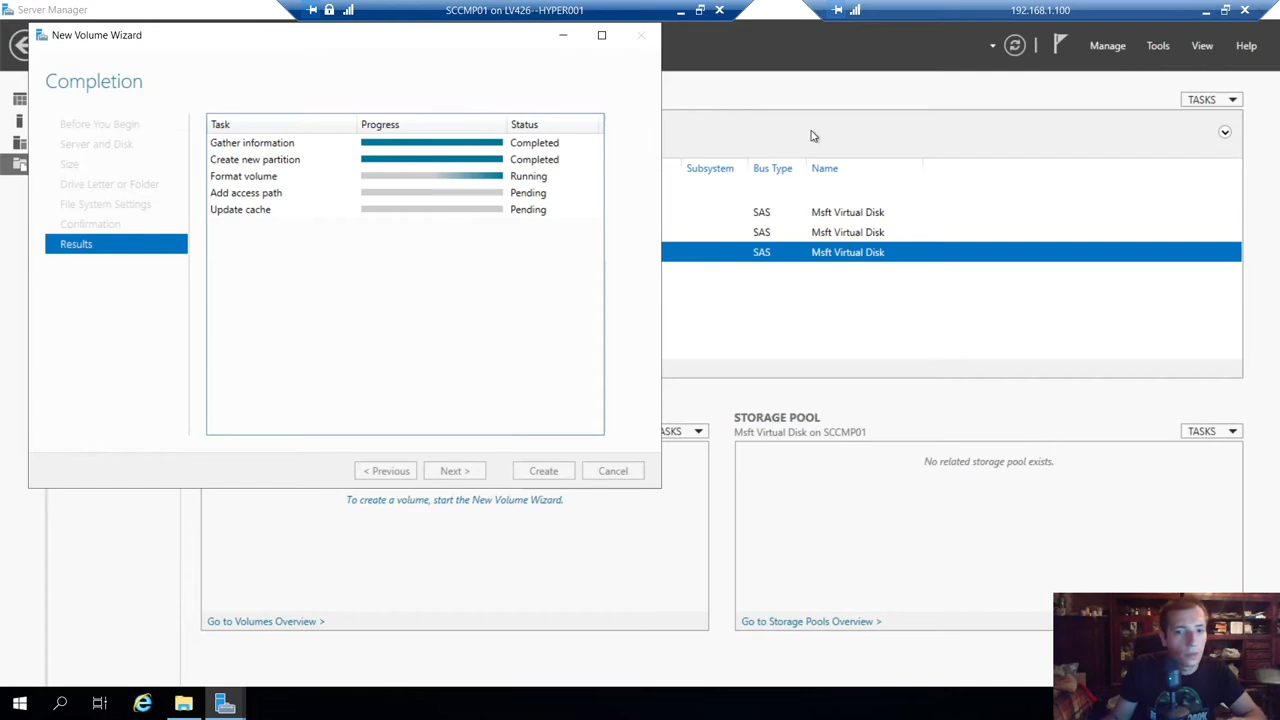 Server Manager
SCCMP01 on LV426--HYPER001
192.168.1.100
New Volume Wizard
Manage
Tools
View
Help
Completion
TASKS
Before You Begin
Server and Disk
Size
Drive Letter or Folder
File System Settings
Confirmation
Results
Task Progress Status
Gather information Completed
Create new partition Completed
Format volume Running
Add access path Pending
Update cache Pending
Subsystem Bus Type Name
SAS Msft Virtual Disk
SAS Msft Virtual Disk
SAS Msft Virtual Disk
< Previous
Next >
Create
Cancel
ASKS
To create a volume, start the New Volume Wizard.
Go to Volumes Overview >
STORAGE POOL
Msft Virtual Disk on SCCMP01
TASKS
No related storage pool exists.
Go to Storage Pools Overview >